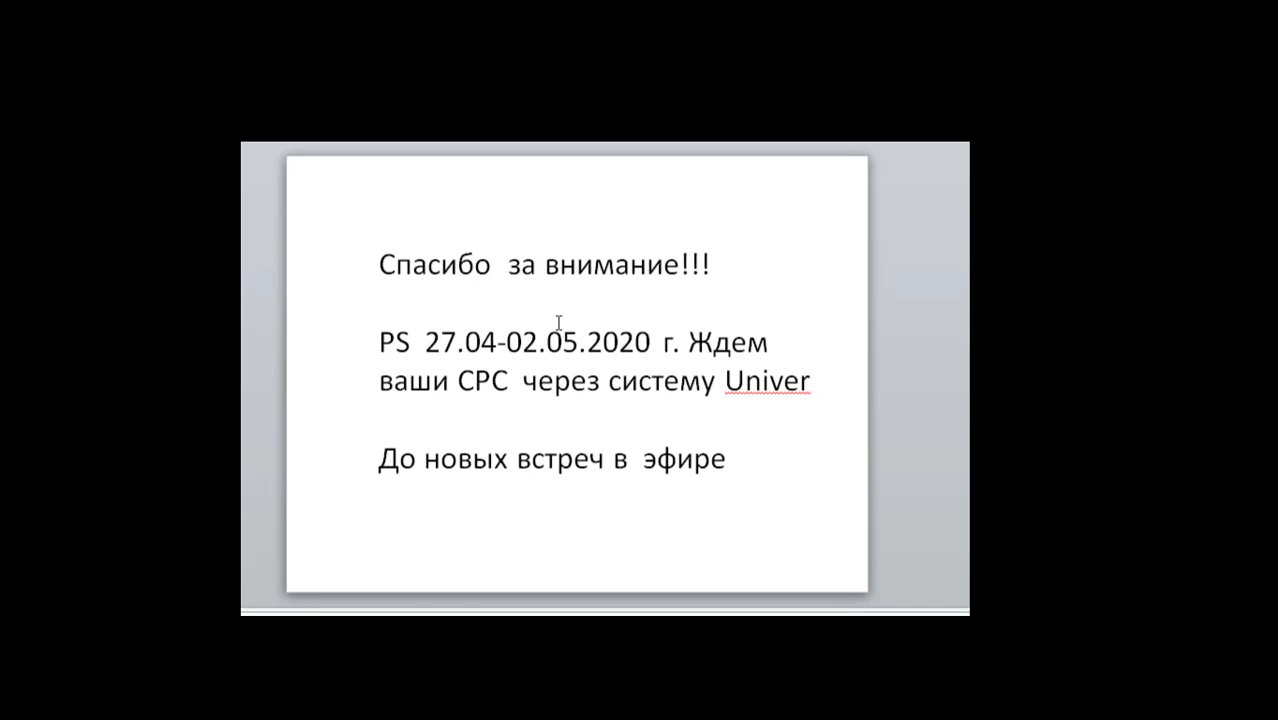 Спасибо за внимание!!!
PS 27.04-02.05.2020 г. Ждем
ваши СРС через систему Univer
До новых встреч в эфире